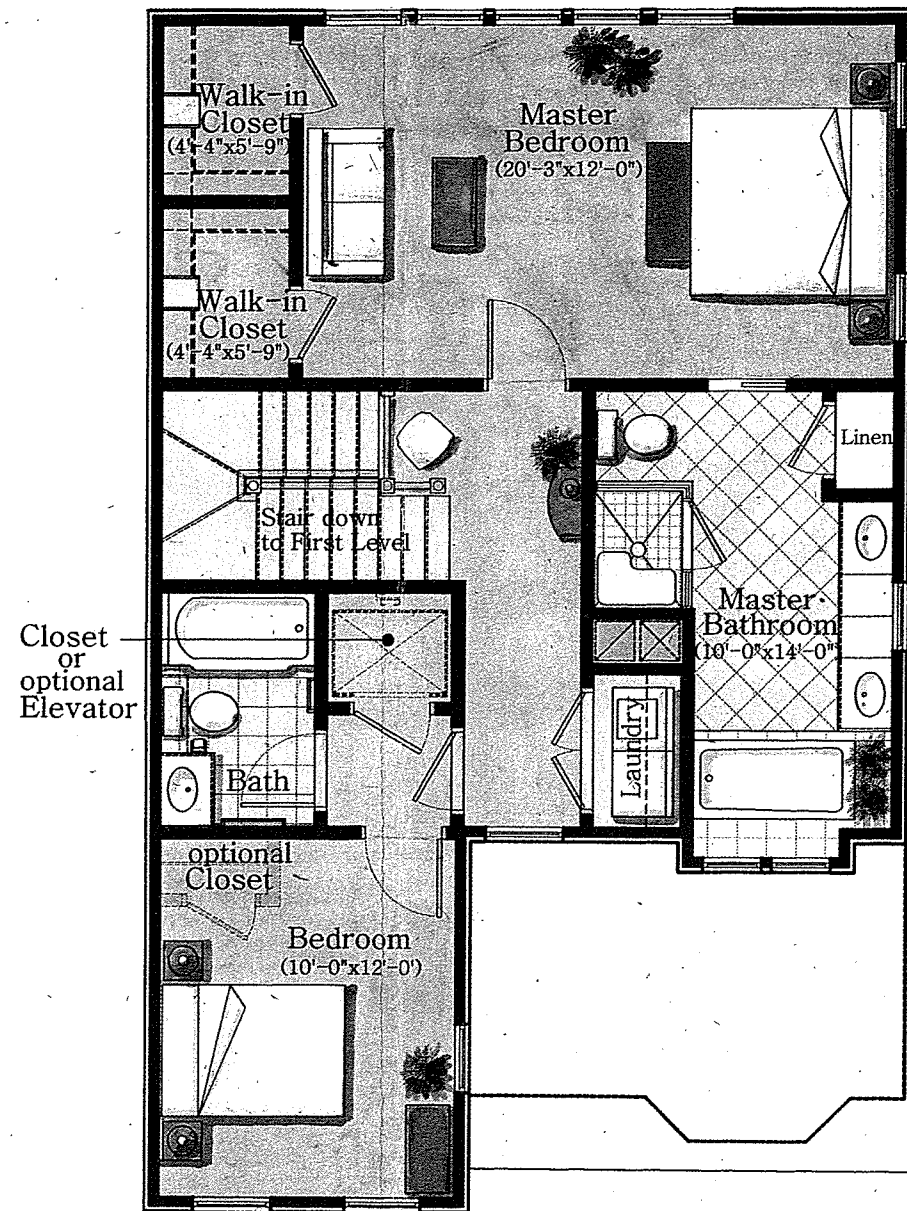 Walk-in
Closet
(4'-4"x5'-9")
Master
Bedroom
(20'-3"x12'-0")
Walk-in
Closet
(4'-4"x5'-9")
Linen
Stair down
to First Level
Master
Bathroom
(10'-0"x14'-0")
Closet
or
optional
Elevator
Laundry
Bath
optional
Closet
Bedroom
(10'-0"x12'-0')